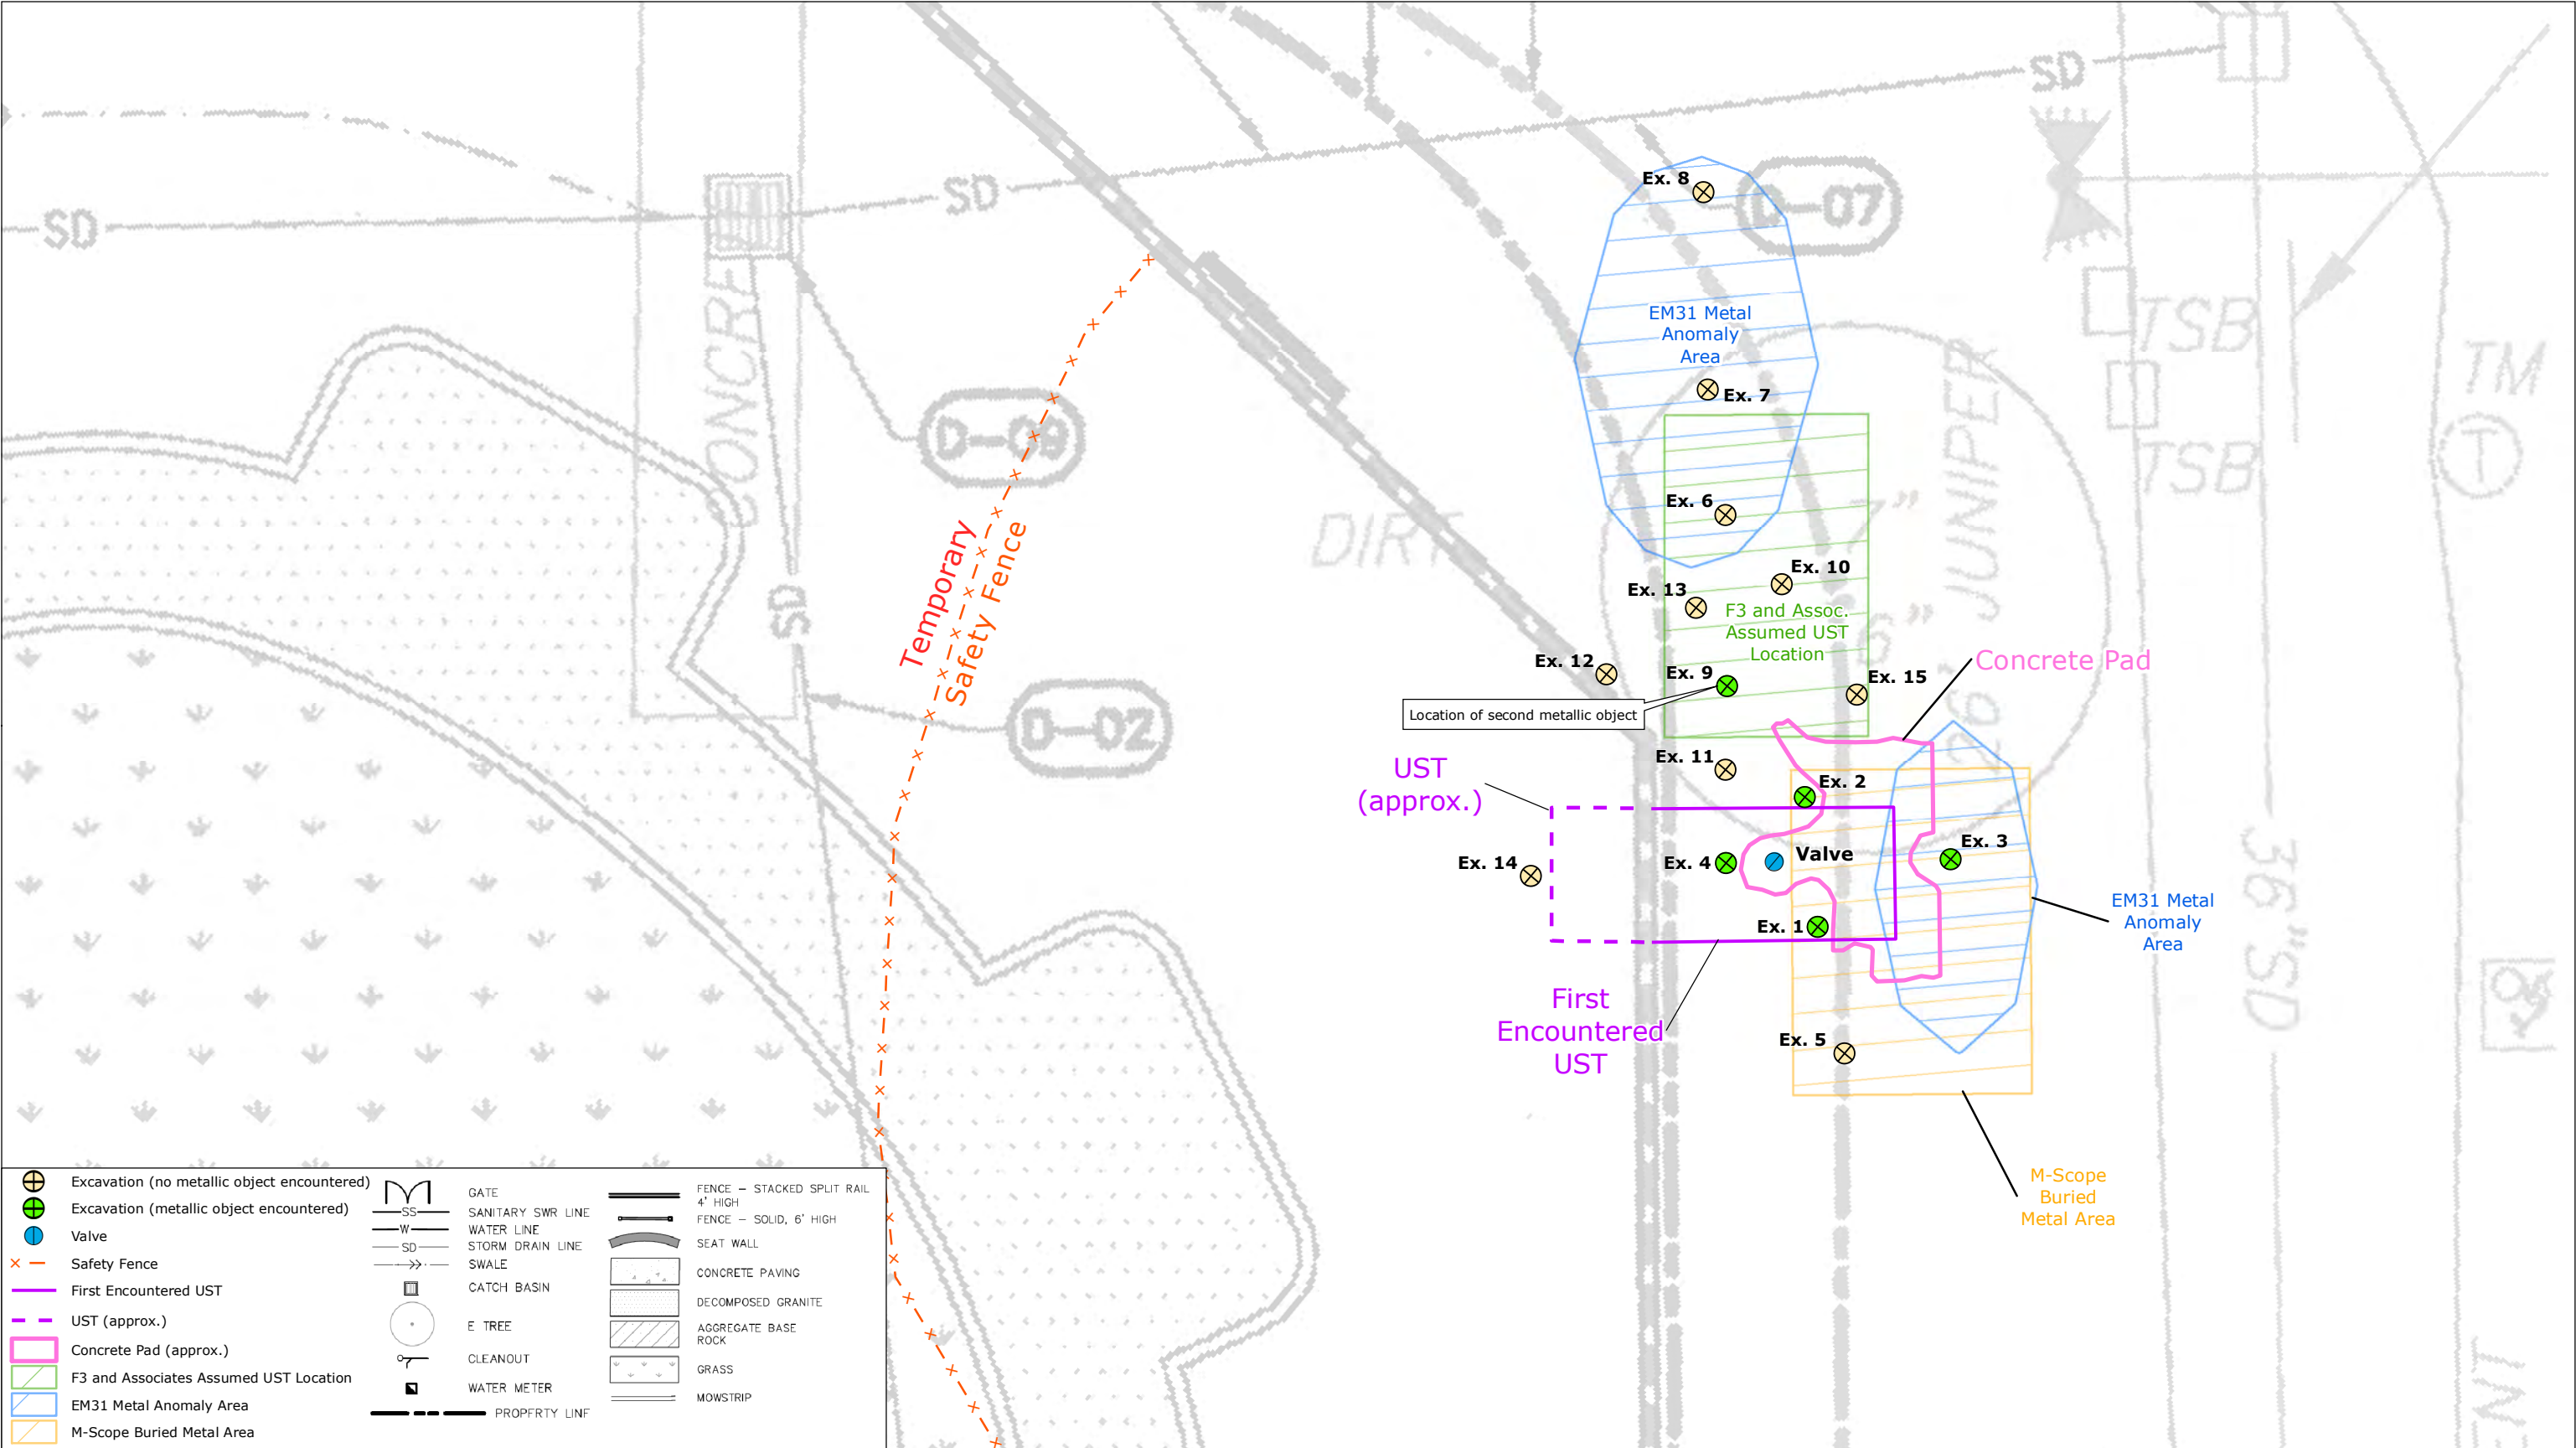 SD
SD
SD
CONCRE
SD
D-09
D-02
DIRT
Temporary
Safety Fence
Ex. 8
-07
EM31 Metal
Anomaly
Area
Ex. 7
Ex. 6
Ex. 10
Ex. 13
F3 and Assoc.
Assumed UST
Location
Ex. 12
Ex. 9
Ex. 15
Location of second metallic object
Concrete Pad
JUNIPER
7"
6"
TSB
TSB
TM
T
36"SD
Ex. 11
Ex. 2
UST
(approx.)
Ex. 14
Ex. 4
Valve
Ex. 3
Ex. 1
EM31 Metal
Anomaly
Area
First
Encountered
UST
Ex. 5
M-Scope
Buried
Metal Area
Excavation (no metallic object encountered)
Excavation (metallic object encountered)
Valve
Safety Fence
First Encountered UST
UST (approx.)
Concrete Pad (approx.)
F3 and Associates Assumed UST Location
EM31 Metal Anomaly Area
M-Scope Buried Metal Area
GATE
SS SANITARY SWR LINE
W WATER LINE
SD STORM DRAIN LINE
SWALE
CATCH BASIN
E TREE
CLEANOUT
WATER METER
PROPERTY LINE
FENCE – STACKED SPLIT RAIL
4' HIGH
FENCE – SOLID, 6' HIGH
SEAT WALL
CONCRETE PAVING
DECOMPOSED GRANITE
AGGREGATE BASE
ROCK
GRASS
MOWSTRIP